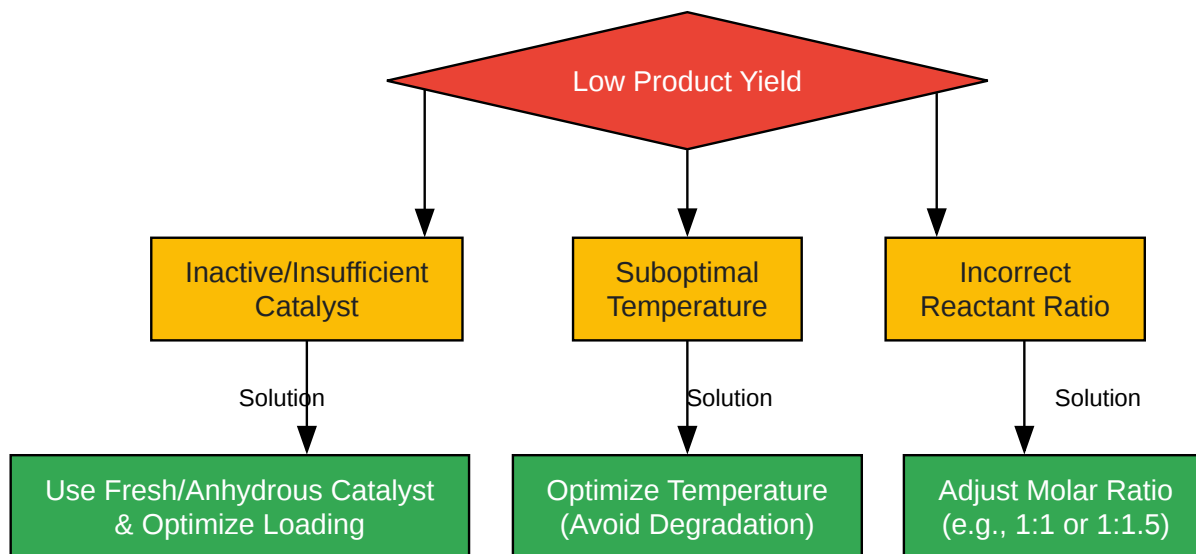 Low Product Yield
Inactive/Insufficient
Catalyst
Suboptimal
Temperature
Incorrect
Reactant Ratio
Solution
Solution
Solution
Use Fresh/Anhydrous Catalyst
& Optimize Loading
Optimize Temperature
(Avoid Degradation)
Adjust Molar Ratio
(e.g., 1:1 or 1:1.5)